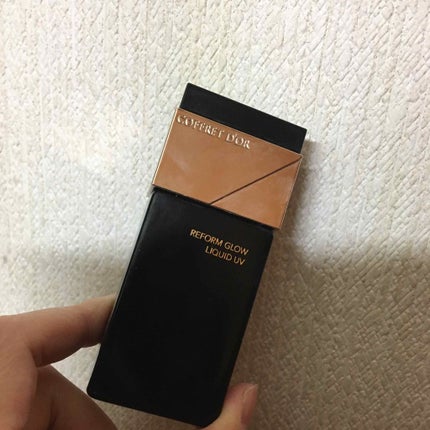 COFFRET D'OR
REFORM GLOW
LIQUID UV